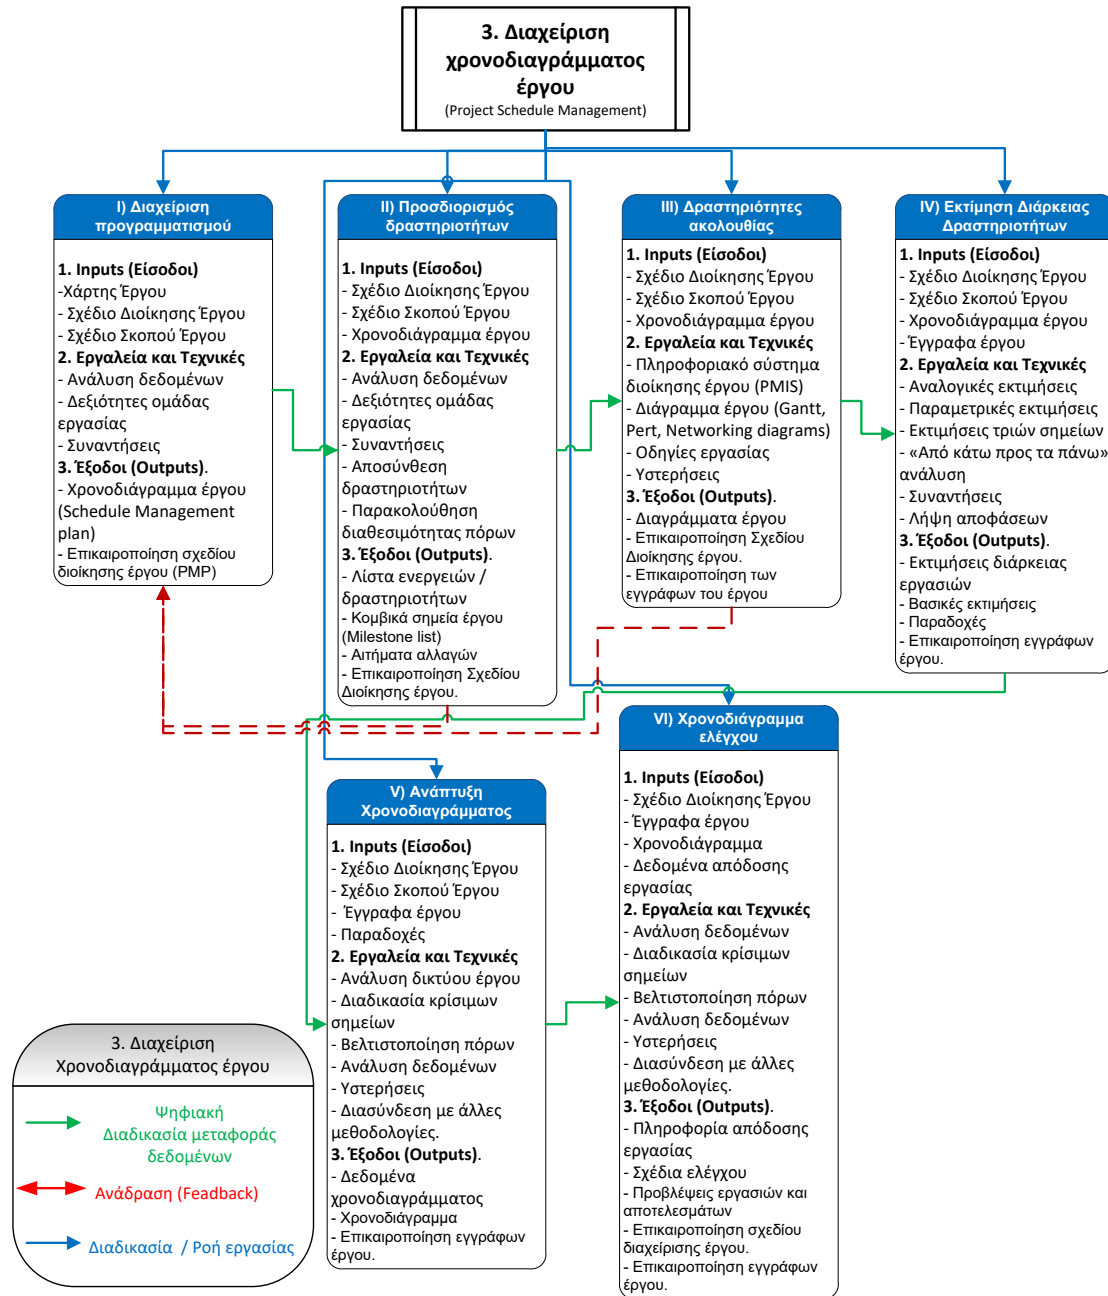 3. Διαχείριση
χρονοδιαγράμματος
έργου
(Project Schedule Management)
I) Διαχείριση
προγραμματισμού
1. Inputs (Είσοδοι)
-Χάρτης Έργου
- Σχέδιο Διοίκησης Έργου
- Σχέδιο Σκοπού Έργου
2. Εργαλεία και Τεχνικές
- Ανάλυση δεδομένων
- Δεξιότητες ομάδας
εργασίας
- Συναντήσεις
3. Έξοδοι (Outputs).
- Χρονοδιάγραμμα έργου
(Schedule Management
plan)
- Επικαιροποίηση σχεδίου
διοίκησης έργου (PMP)
II) Προσδιορισμός
δραστηριοτήτων
1. Inputs (Είσοδοι)
- Σχέδιο Διοίκησης Έργου
- Σχέδιο Σκοπού Έργου
- Χρονοδιάγραμμα έργου
2. Εργαλεία και Τεχνικές
- Ανάλυση δεδομένων
- Δεξιότητες ομάδας
εργασίας
- Συναντήσεις
- Αποσύνθεση
δραστηριοτήτων
- Παρακολούθηση
διαθεσιμότητας πόρων
3. Έξοδοι (Outputs).
- Λίστα ενεργειών /
δραστηριοτήτων
- Κομβικά σημεία έργου
(Milestone list)
- Αιτήματα αλλαγών
- Επικαιροποίηση Σχεδίου
Διοίκησης έργου.
III) Δραστηριότητες
ακολουθίας
1. Inputs (Είσοδοι)
- Σχέδιο Διοίκησης Έργου
- Σχέδιο Σκοπού Έργου
- Χρονοδιάγραμμα έργου
2. Εργαλεία και Τεχνικές
- Πληροφοριακό σύστημα
διοίκησης έργου (PMIS)
- Διάγραμμα έργου (Gantt,
Pert, Networking diagrams)
- Οδηγίες εργασίας
- Υστερήσεις
3. Έξοδοι (Outputs).
- Διαγράμματα έργου
- Επικαιροποίηση Σχεδίου
Διοίκησης έργου.
- Επικαιροποίηση των
εγγράφων του έργου
IV) Εκτίμηση Διάρκειας
Δραστηριοτήτων
1. Inputs (Είσοδοι)
- Σχέδιο Διοίκησης Έργου
- Σχέδιο Σκοπού Έργου
- Χρονοδιάγραμμα έργου
- Έγγραφα έργου
2. Εργαλεία και Τεχνικές
- Αναλογικές εκτιμήσεις
- Παραμετρικές εκτιμήσεις
- Εκτιμήσεις τριών σημείων
- «Από κάτω προς τα πάνω»
ανάλυση
- Συναντήσεις
- Λήψη αποφάσεων
3. Έξοδοι (Outputs).
- Εκτιμήσεις διάρκειας
εργασιών
- Βασικές εκτιμήσεις
- Παραδοχές
- Επικαιροποίηση εγγράφων
έργου.
V) Ανάπτυξη
Χρονοδιαγράμματος
1. Inputs (Είσοδοι)
- Σχέδιο Διοίκησης Έργου
- Σχέδιο Σκοπού Έργου
- Έγγραφα έργου
- Παραδοχές
2. Εργαλεία και Τεχνικές
- Ανάλυση δικτύου έργου
- Διαδικασία κρίσιμων
σημείων
- Βελτιστοποίηση πόρων
- Ανάλυση δεδομένων
- Υστερήσεις
- Διασύνδεση με άλλες
μεθοδολογίες.
3. Έξοδοι (Outputs).
- Δεδομένα
χρονοδιαγράμματος
- Χρονοδιάγραμμα
- Επικαιροποίηση εγγράφων
έργου.
VI) Χρονοδιάγραμμα
ελέγχου
1. Inputs (Είσοδοι)
- Σχέδιο Διοίκησης Έργου
- Έγγραφα έργου
- Χρονοδιάγραμμα
- Δεδομένα απόδοσης
εργασίας
2. Εργαλεία και Τεχνικές
- Ανάλυση δεδομένων
- Διαδικασία κρίσιμων
σημείων
- Βελτιστοποίηση πόρων
- Ανάλυση δεδομένων
- Υστερήσεις
- Διασύνδεση με άλλες
μεθοδολογίες.
3. Έξοδοι (Outputs).
- Πληροφορία απόδοσης
εργασίας
- Σχέδια ελέγχου
- Προβλέψεις εργασιών και
αποτελεσμάτων
- Επικαιροποίηση σχεδίου
διαχείρισης έργου.
- Επικαιροποίηση εγγράφων
έργου.
3. Διαχείριση
Χρονοδιαγράμματος έργου
Ψηφιακή
Διαδικασία μεταφοράς
δεδομένων
Ανάδραση (Feadback)
Διαδικασία / Ροή εργασίας